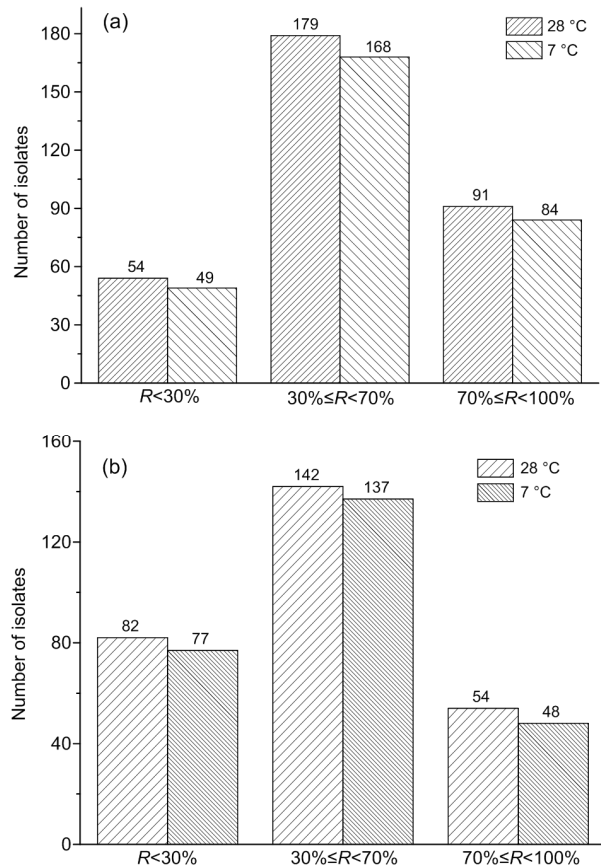 (a)
28 °C
7 °C
Number of isolates
180
150
120
90
60
30
0
54
49
179
168
91
84
R<30%
30%≤R<70%
70%≤R<100%
(b)
28 °C
7 °C
Number of isolates
160
120
80
40
0
82
77
142
137
54
48
R<30%
30%≤R<70%
70%≤R<100%